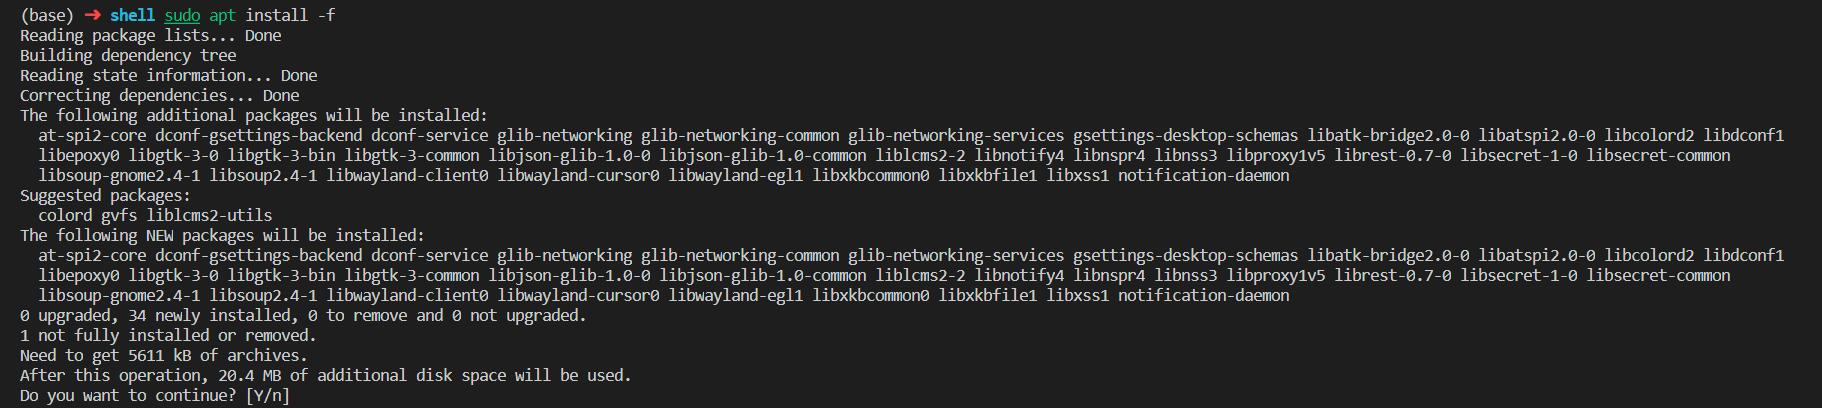 (base) ➜ shell sudo apt install -f
Reading package lists... Done
Building dependency tree
Reading state information... Done
Correcting dependencies... Done
The following additional packages will be installed:
at-spi2-core dconf-gsettings-backend dconf-service glib-networking glib-networking-common glib-networking-services gsettings-desktop-schemas libatk-bridge2.0-0 libatspi2.0-0 libcolord2 libdconf1
libepoxy0 libgtk-3-0 libgtk-3-bin libgtk-3-common libjson-glib-1.0-0 libjson-glib-1.0-common liblcms2-2 libnotify4 libnspr4 libnss3 libproxy1v5 librest-0.7-0 libsecret-1-0 libsecret-common
libsoup-gnome2.4-1 libsoup2.4-1 libwayland-client0 libwayland-cursor0 libwayland-egl1 libxkbcommon0 libxkbfile1 libxss1 notification-daemon
Suggested packages:
colord gvfs liblcms2-utils
The following NEW packages will be installed:
at-spi2-core dconf-gsettings-backend dconf-service glib-networking glib-networking-common glib-networking-services gsettings-desktop-schemas libatk-bridge2.0-0 libatspi2.0-0 libcolord2 libdconf1
libepoxy0 libgtk-3-0 libgtk-3-bin libgtk-3-common libjson-glib-1.0-0 libjson-glib-1.0-common liblcms2-2 libnotify4 libnspr4 libnss3 libproxy1v5 librest-0.7-0 libsecret-1-0 libsecret-common
libsoup-gnome2.4-1 libsoup2.4-1 libwayland-client0 libwayland-cursor0 libwayland-egl1 libxkbcommon0 libxkbfile1 libxss1 notification-daemon
0 upgraded, 34 newly installed, 0 to remove and 0 not upgraded.
1 not fully installed or removed.
Need to get 5611 kB of archives.
After this operation, 20.4 MB of additional disk space will be used.
Do you want to continue? [Y/n]